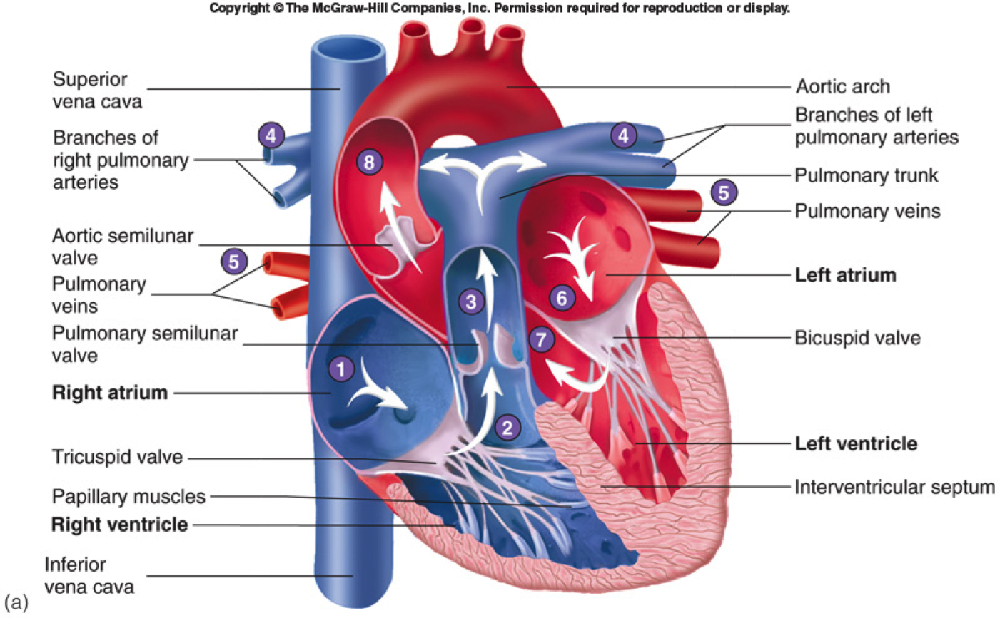 Copyright © The McGraw-Hill Companies, Inc. Permission required for reproduction or display.
Superior
vena cava
4
Branches of
right pulmonary
arteries
Aortic semilunar
valve
5
Pulmonary
veins
Pulmonary semilunar
valve
Right atrium
Tricuspid valve
Papillary muscles
Right ventricle
Inferior
vena cava
(a)
8
3
1
2
4
5
6
7
Aortic arch
Branches of left
pulmonary arteries
Pulmonary trunk
Pulmonary veins
Left atrium
Bicuspid valve
Left ventricle
Interventricular septum